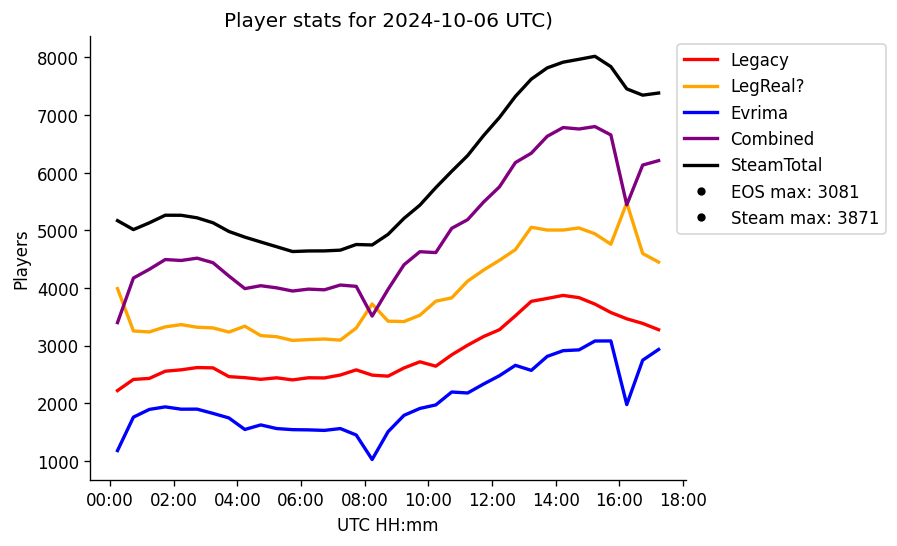 Player stats for 2024-10-06 UTC)
8000
7000
6000
5000
4000
3000
2000
1000
Players
00:00 02:00 04:00 06:00 08:00 10:00 12:00 14:00 16:00 18:00
UTC HH:mm
Legacy
LegReal?
Evrima
Combined
SteamTotal
EOS max: 3081
Steam max: 3871